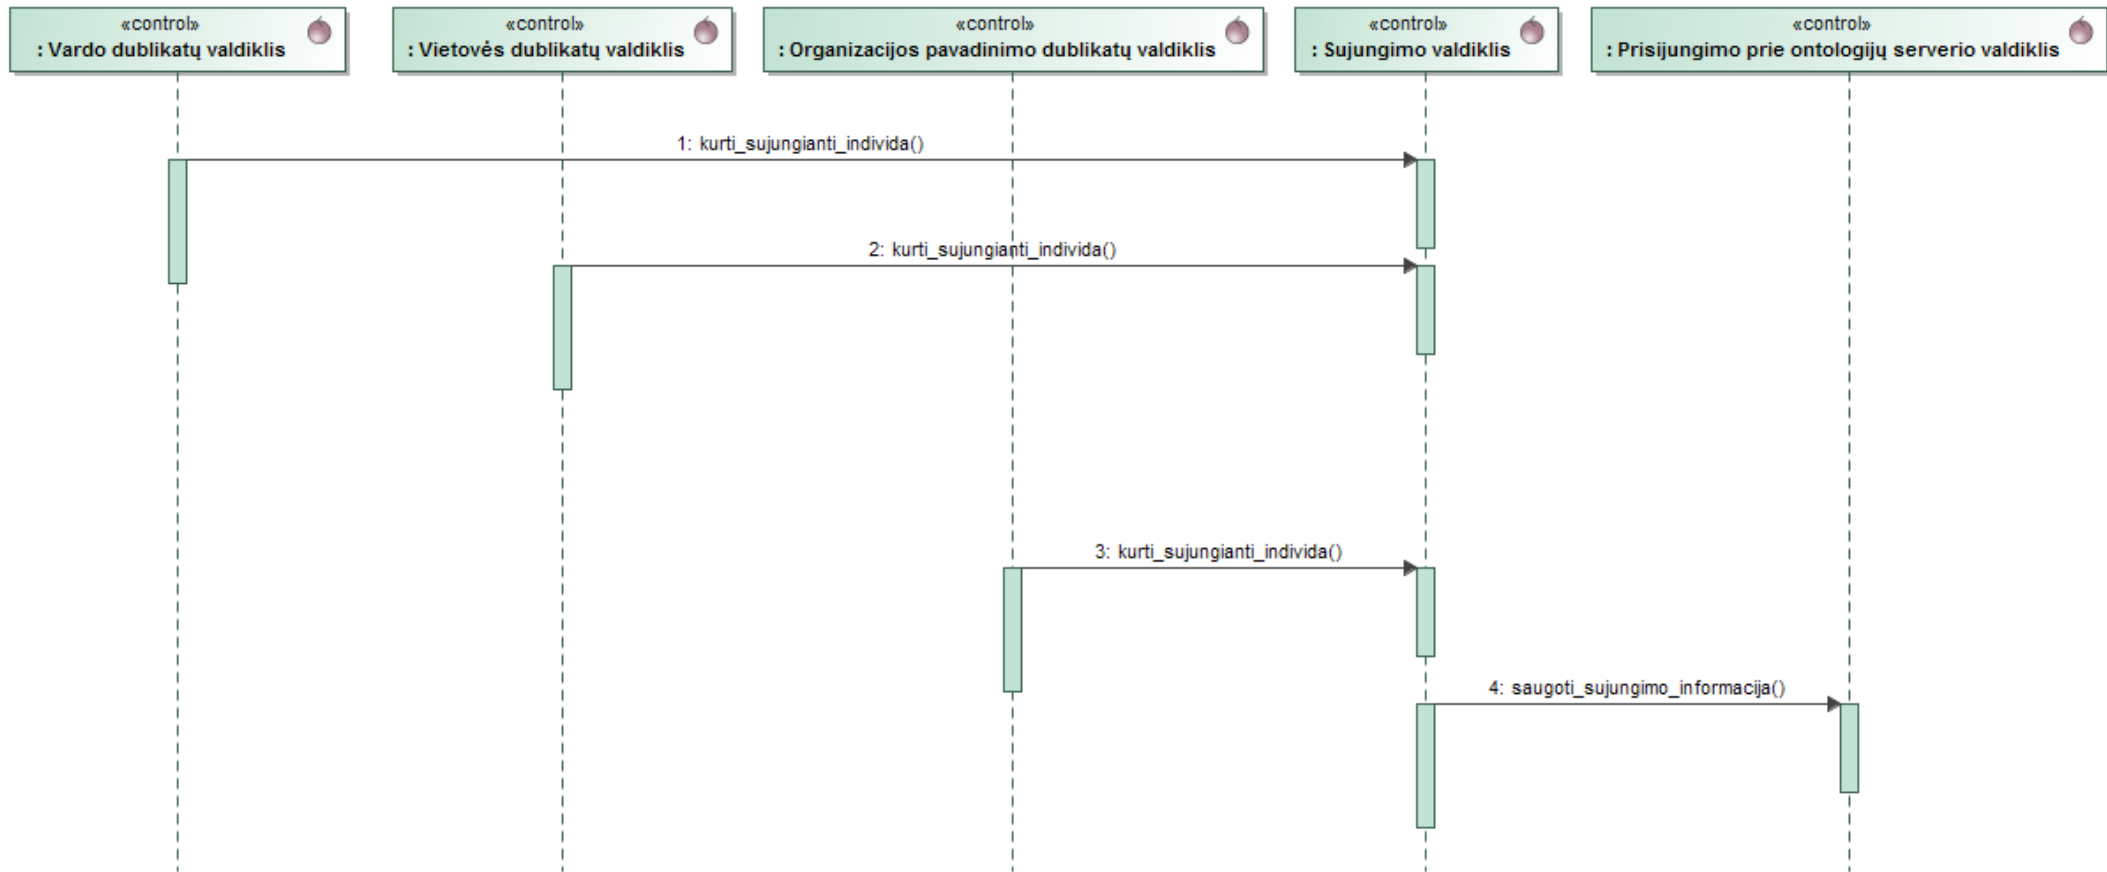 «control»
: Vardo dublikatų valdiklis
«control»
: Vietovės dublikatų valdiklis
«control»
: Organizacijos pavadinimo dublikatų valdiklis
«control»
: Sujungimo valdiklis
«control»
: Prisijungimo prie ontologijų serverio valdiklis
1: kurti_sujungianti_individa()
2: kurti_sujungianti_individa()
3: kurti_sujungianti_individa()
4: saugoti_sujungimo_informacija()